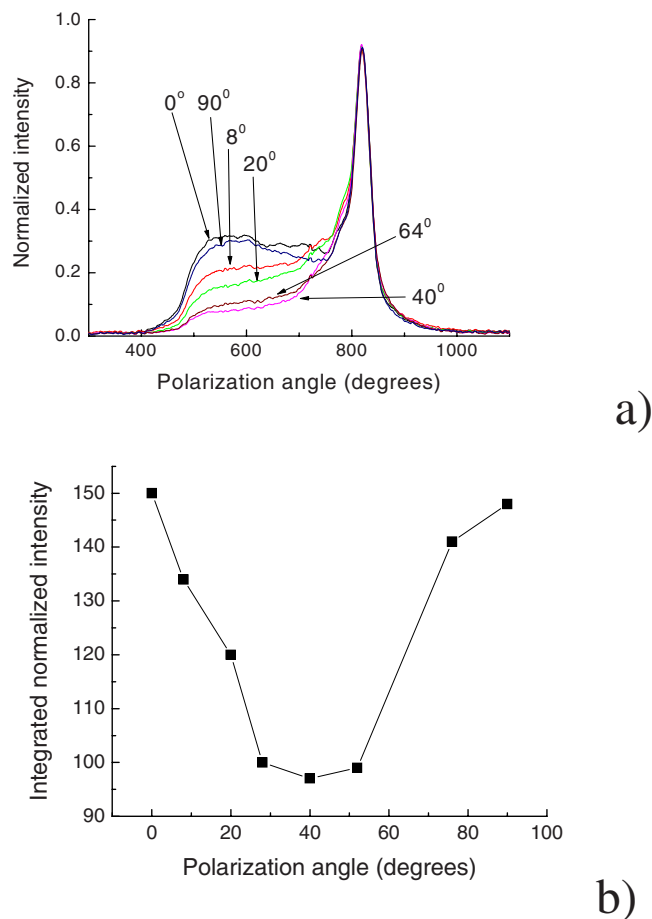 1.0
0.8
0.6
0.4
0.2
0.0
Normalized intensity
0° 90⁰
8⁰
20⁰
64⁰
40⁰
400 600 800 1000
Polarization angle (degrees)
a)
150
140
130
120
110
100
90
Integrated normalized intensity
0 20 40 60 80 100
Polarization angle (degrees)
b)